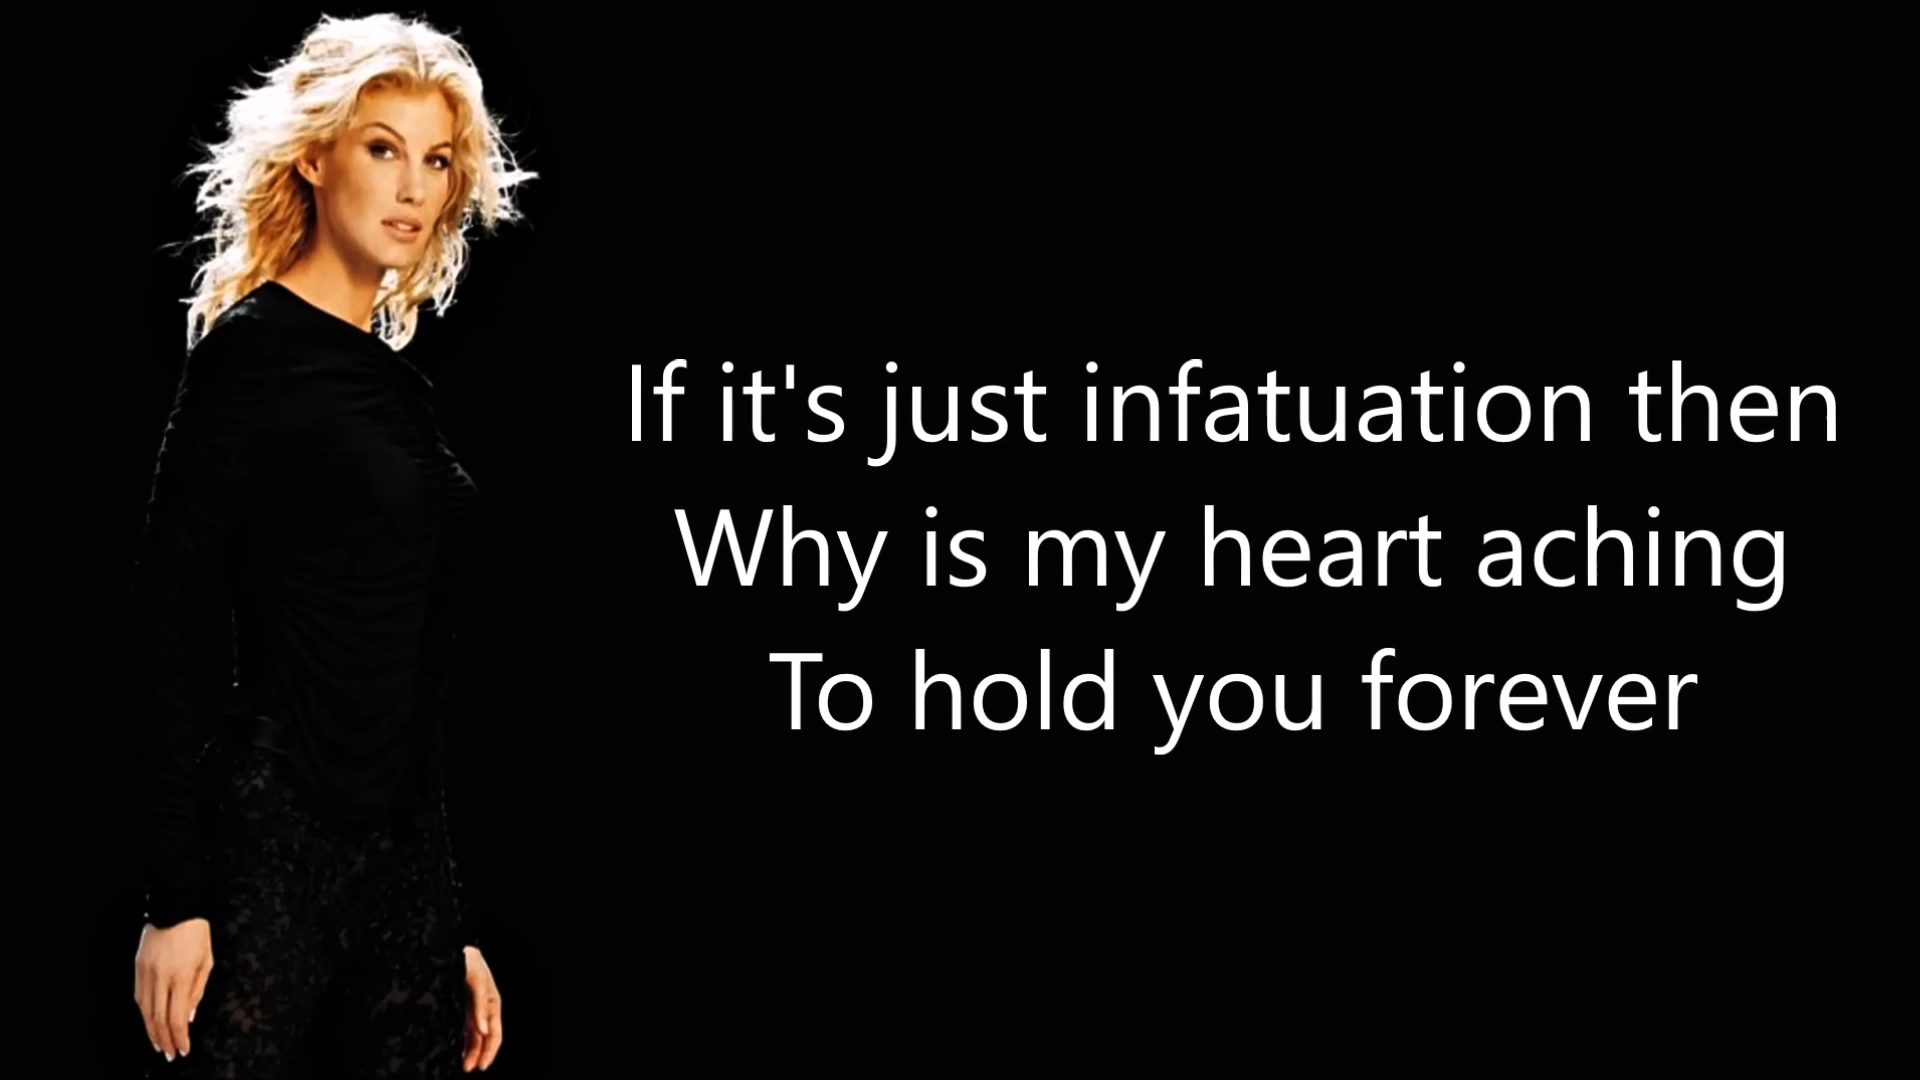 If it's just infatuation then
Why is my heart aching
To hold you forever